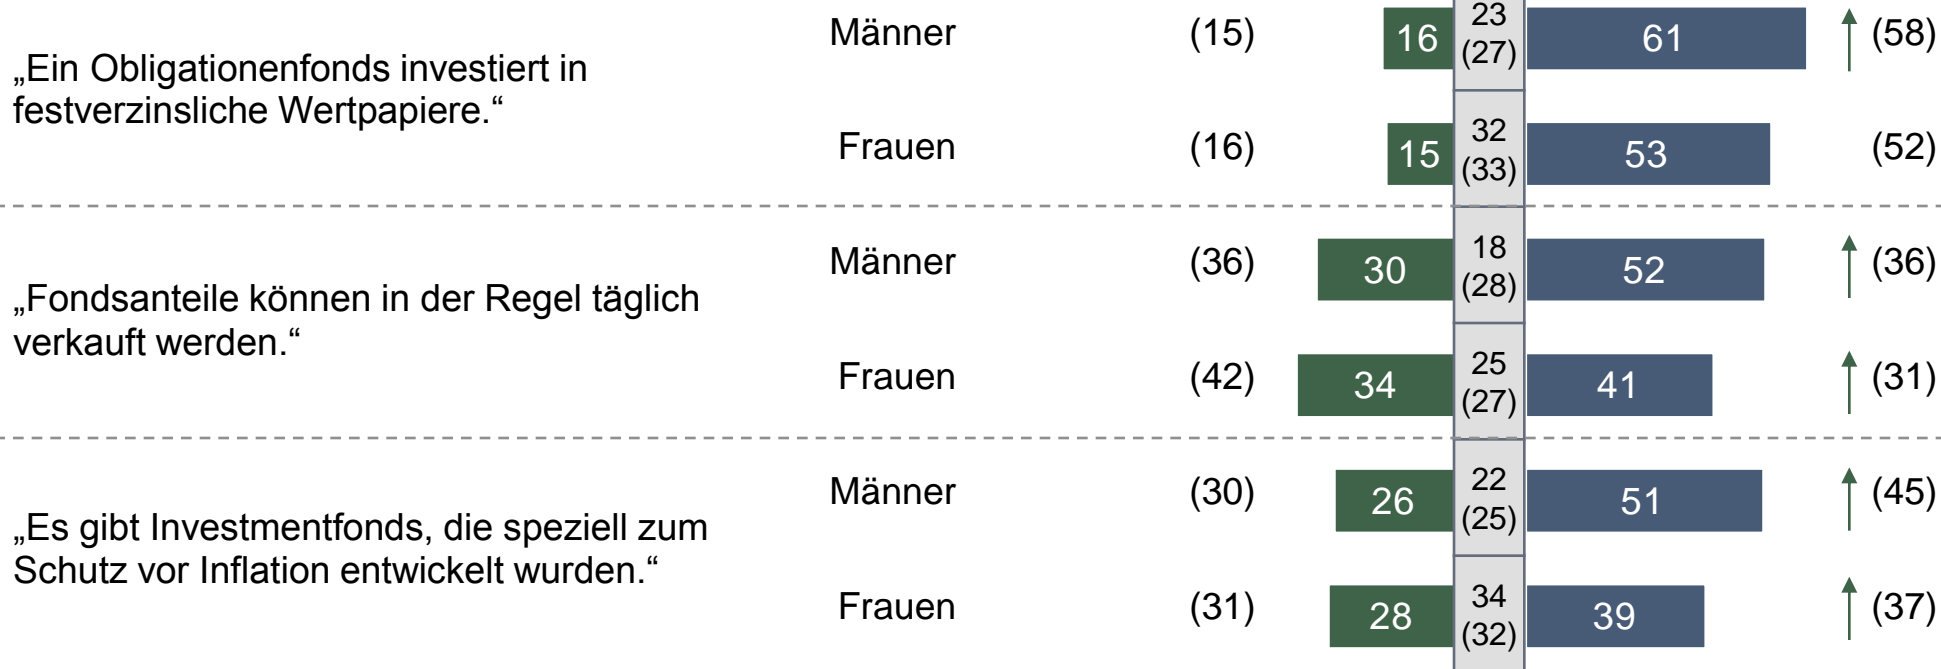 Männer (15) 16 23 61 (58)
(27)
„Ein Obligationenfonds investiert in
festverzinsliche Wertpapiere.“
Frauen (16) 15 32 53 (52)
(33)
Männer (36) 30 18 52 (36)
(28)
„Fondsanteile können in der Regel täglich
verkauft werden.“
Frauen (42) 34 25 41 (31)
(27)
Männer (30) 26 22 51 (45)
(25)
„Es gibt Investmentfonds, die speziell zum
Schutz vor Inflation entwickelt wurden.“
Frauen (31) 28 34 39 (37)
(32)